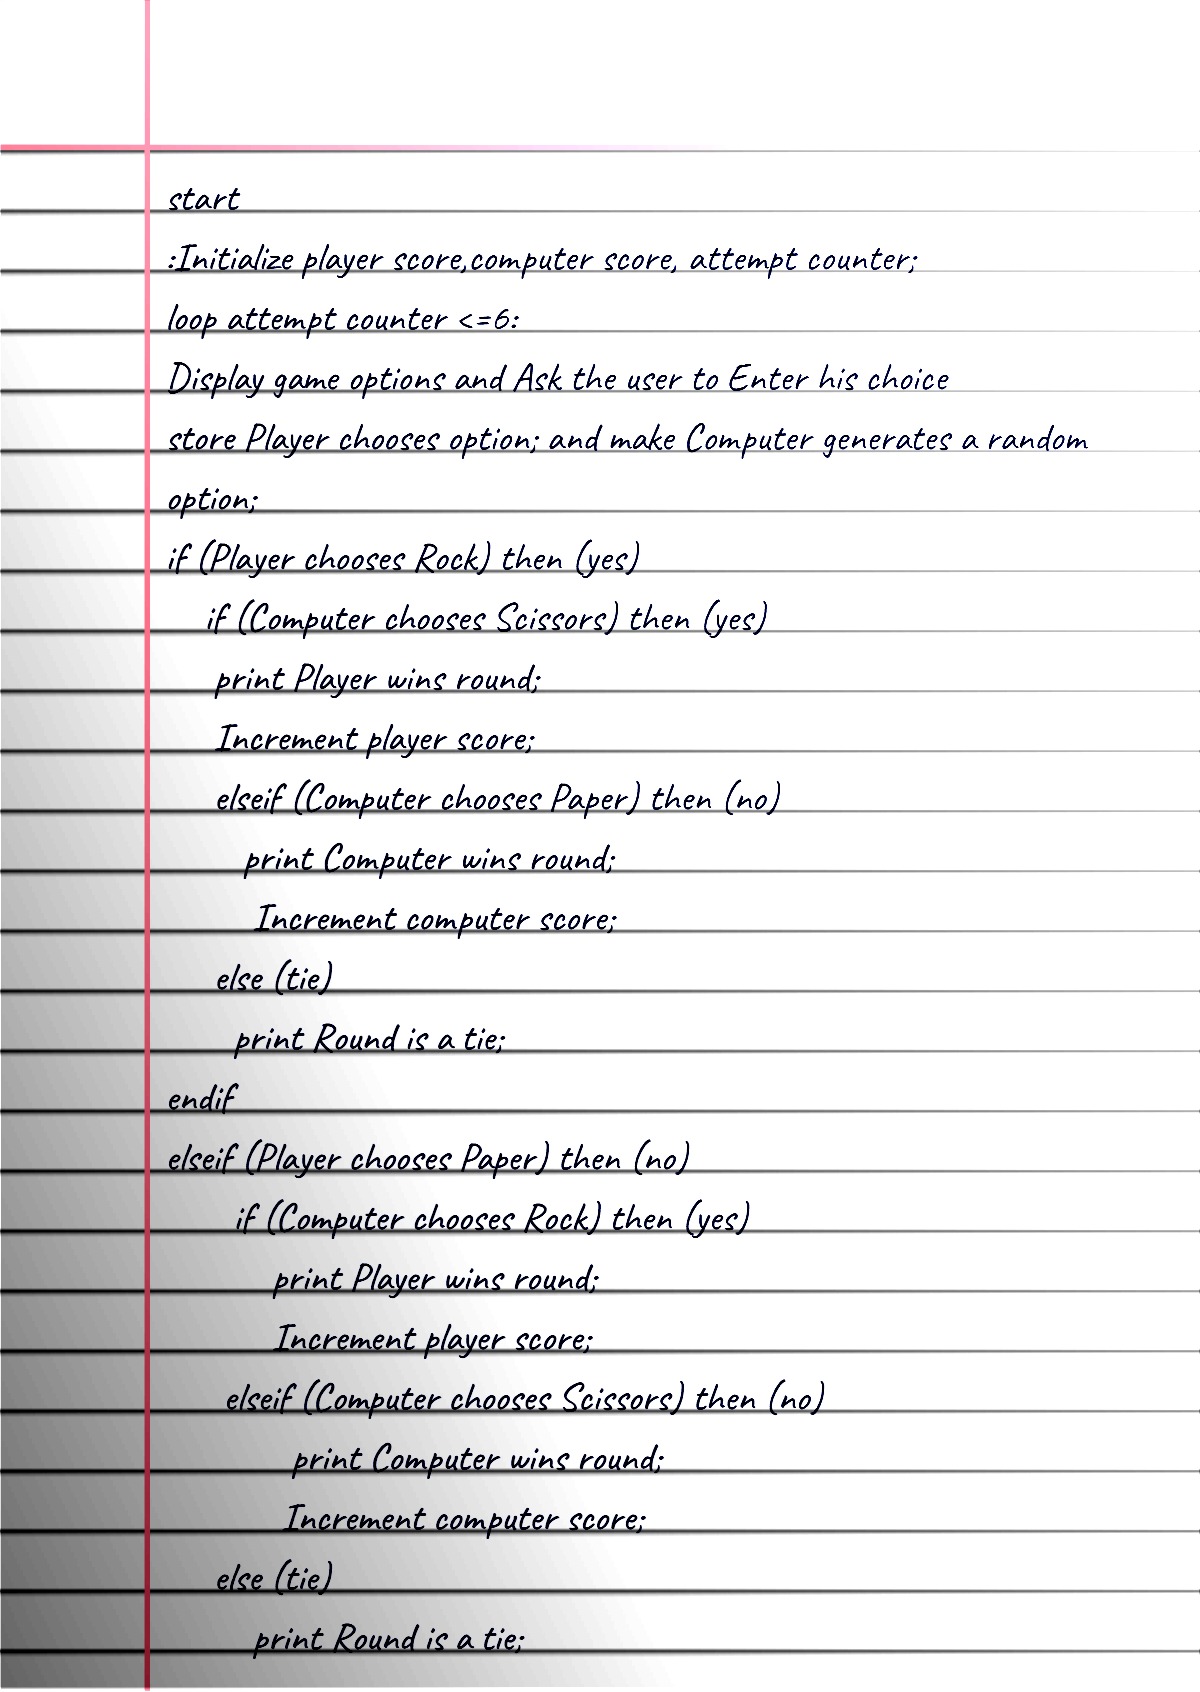 start
:Initialize player score,computer score, attempt counter;
loop attempt counter <=6:
Display game options and Ask the user to Enter his choice
store Player chooses option; and make Computer generates a random
option;
if (Player chooses Rock) then (yes)
if (Computer chooses Scissors) then (yes)
print Player wins round;
Increment player score;
elseif (Computer chooses Paper) then (no)
print Computer wins round;
Increment computer score;
else (tie)
print Round is a tie;
endif
elseif (Player chooses Paper) then (no)
if (Computer chooses Rock) then (yes)
print Player wins round;
Increment player score;
elseif (Computer chooses Scissors) then (no)
print Computer wins round;
Increment computer score;
else (tie)
print Round is a tie;